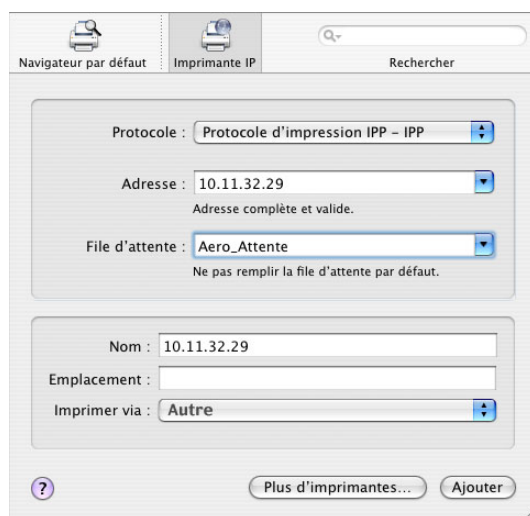 Navigateur par défaut
Imprimante IP
Rechercher
Protocole : Protocole d'impression IPP – IPP
Adresse : 10.11.32.29
Adresse complète et valide.
File d'attente : Aero_Attente
Ne pas remplir la file d'attente par défaut.
Nom : 10.11.32.29
Emplacement :
Imprimer via : Autre
?
Plus d'imprimantes...
Ajouter